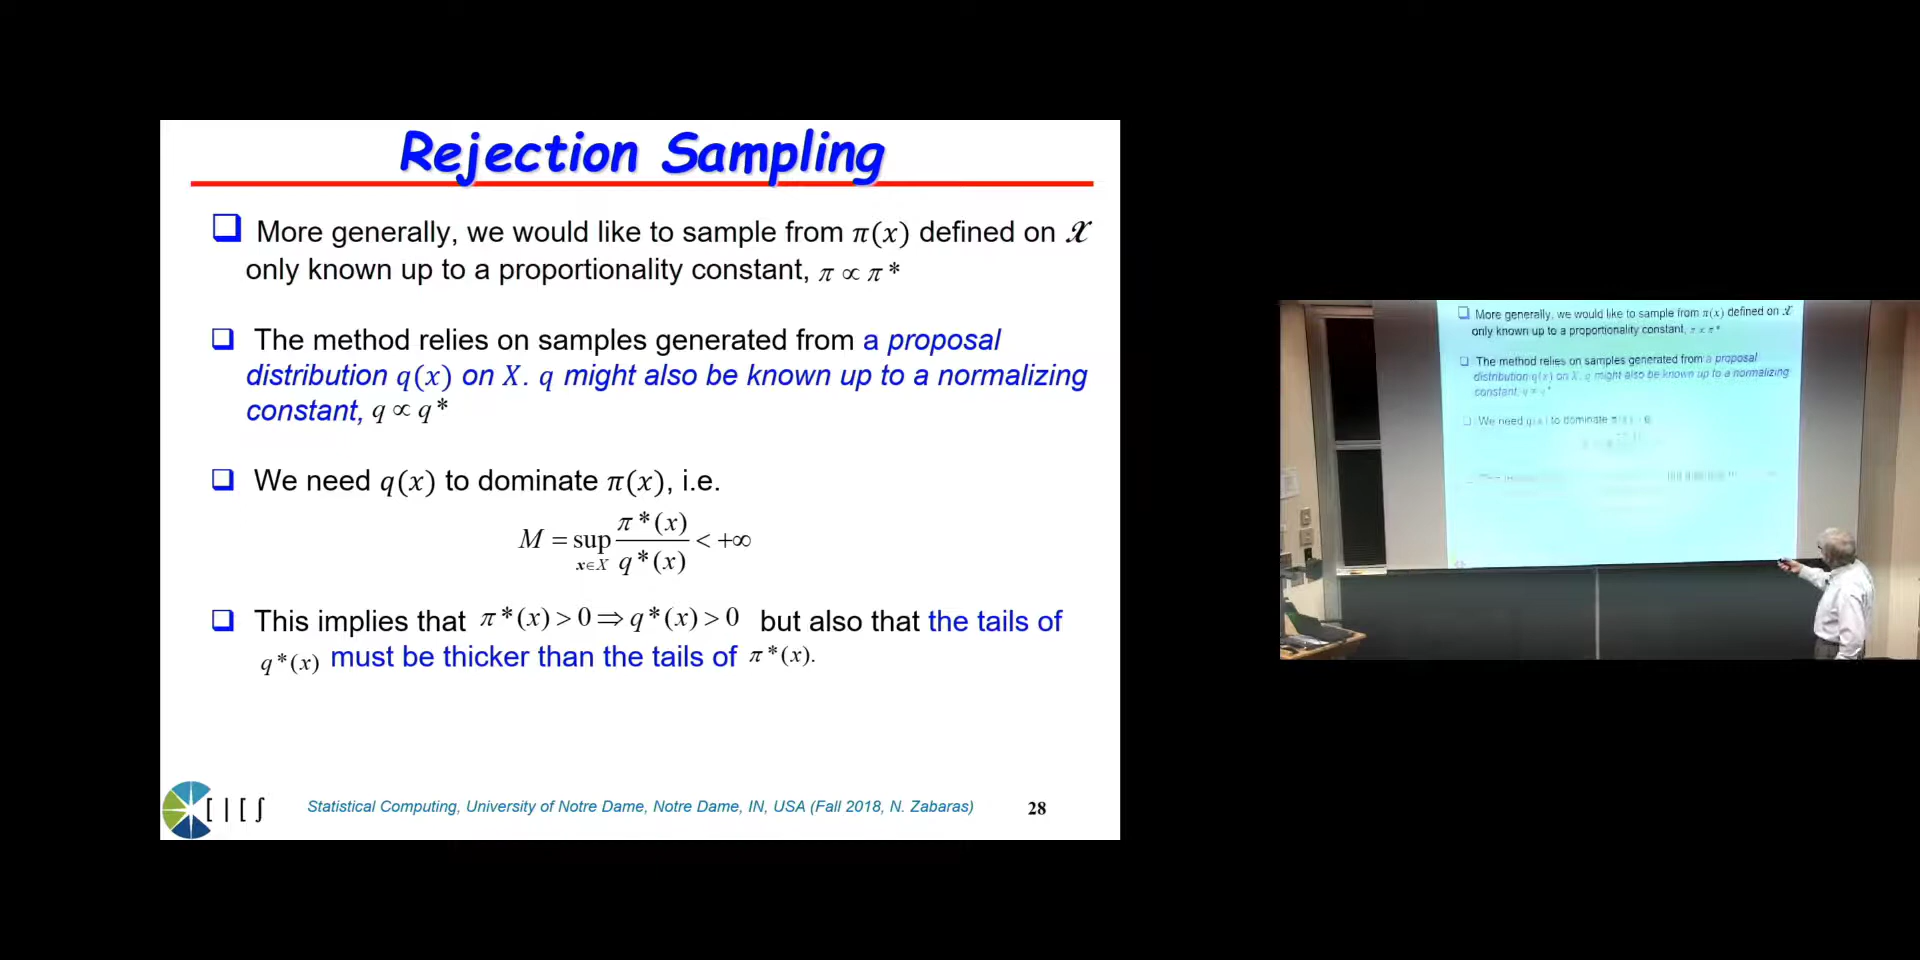 Rejection Sampling
More generally, we would like to sample from π(x) defined on 𝒳
only known up to a proportionality constant, π ∝ π*
The method relies on samples generated from a proposal
distribution q(x) on X. q might also be known up to a normalizing
constant, q ∝ q*
We need q(x) to dominate π(x), i.e.
M = sup_{x∈X} π*(x) / q*(x) < +∞
This implies that π*(x) > 0 ⇒ q*(x) > 0 but also that the tails of
q*(x) must be thicker than the tails of π*(x).
Statistical Computing, University of Notre Dame, Notre Dame, IN, USA (Fall 2018, N. Zabaras)
28
More generally, we would like to sample from π(x) defined on 𝒳
only known up to a proportionality constant, π ∝ π*
The method relies on samples generated from a proposal
distribution q(x) on X. q might also be known up to a normalizing
constant, q ∝ q*
We need q(x) to dominate